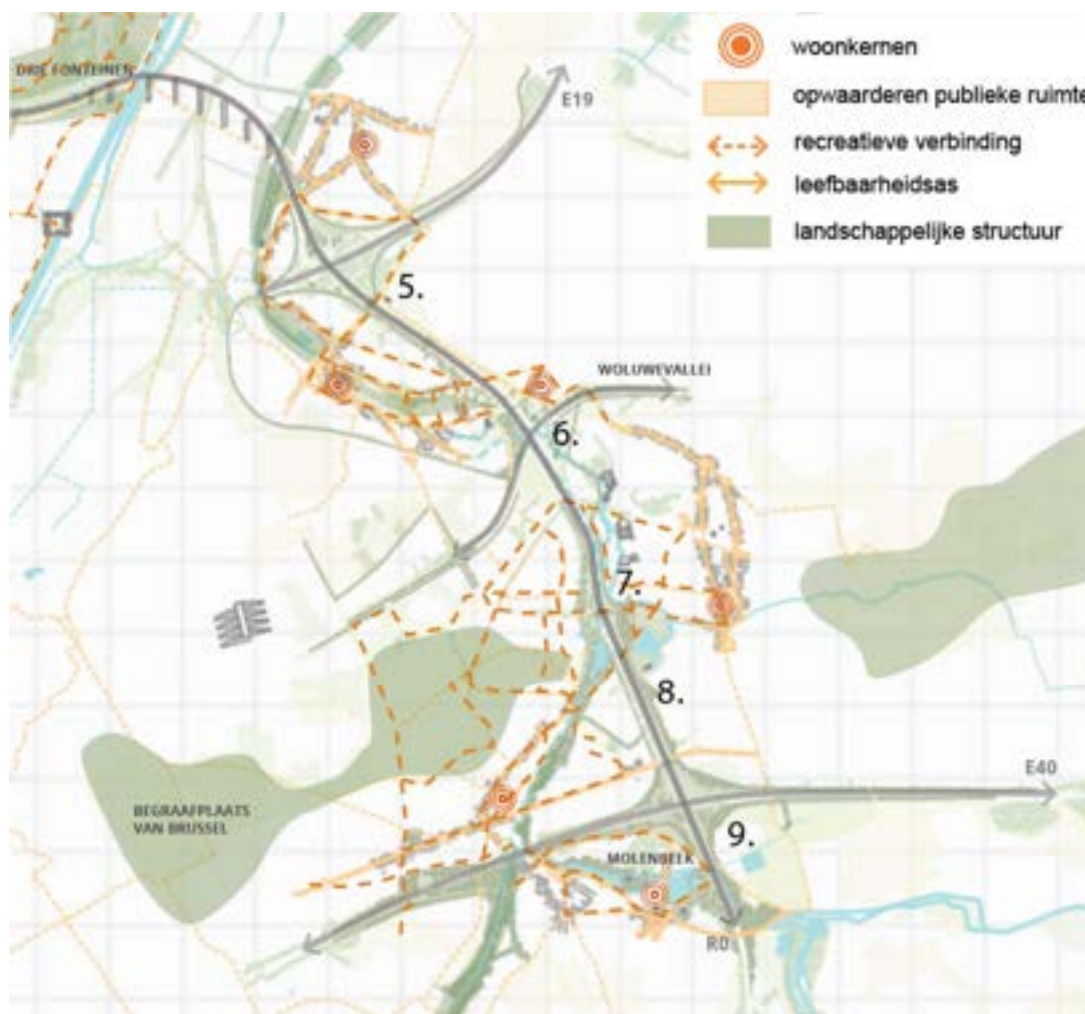 woonkernen
opwaarderen publieke ruimte
recreatieve verbinding
leefbaarheidsas
landschappelijke structuur
DRIE FONTEINEN
E19
5.
WOLUWEVALLEI
6.
7.
8.
E40
BEGRAAFPLAATS
VAN BRUSSEL
9.
MOLENBEEK
R0